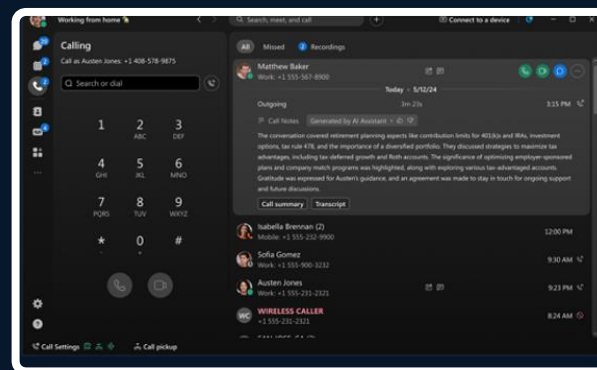 Working from home
Search, meet, and call
Connect to a device
Calling
Call as Austen Jones: +1 408-578-9875
Search or dial
1
2
ABC
3
DEF
4
GHI
5
JKL
6
MNO
7
PQRS
8
TUV
9
WXYZ
*
0
#
Call Settings
Call pickup
All Missed 2 Recordings
Matthew Baker
Work: +1 555-567-8900
Today • 5/12/24
Outgoing 3m 23s 3:15 PM
Call Notes Generated by AI Assistant
The conversation covered retirement planning aspects like contribution limits for 401(k)s and IRAs, investment
options, tax rule 478, and the importance of a diversified portfolio. They discussed strategies to maximize tax
advantages, including tax-deferred growth and Roth accounts. The significance of optimizing employer-sponsored
plans and company match programs was highlighted, along with exploring various tax-advantaged accounts.
Gratitude was expressed for Austen's guidance, and an agreement was made to stay in touch for ongoing support
and future discussions.
Call summary Transcript
Isabella Brennan (2)
Mobile: +1 555-232-9900
12:00 PM
Sofia Gomez
Work: +1 555-900-3232
9:30 AM
Austen Jones
Work: +1 555-231-2321
9:23 PM
WC
WIRELESS CALLER
+1 555-231-2321
8:24 AM